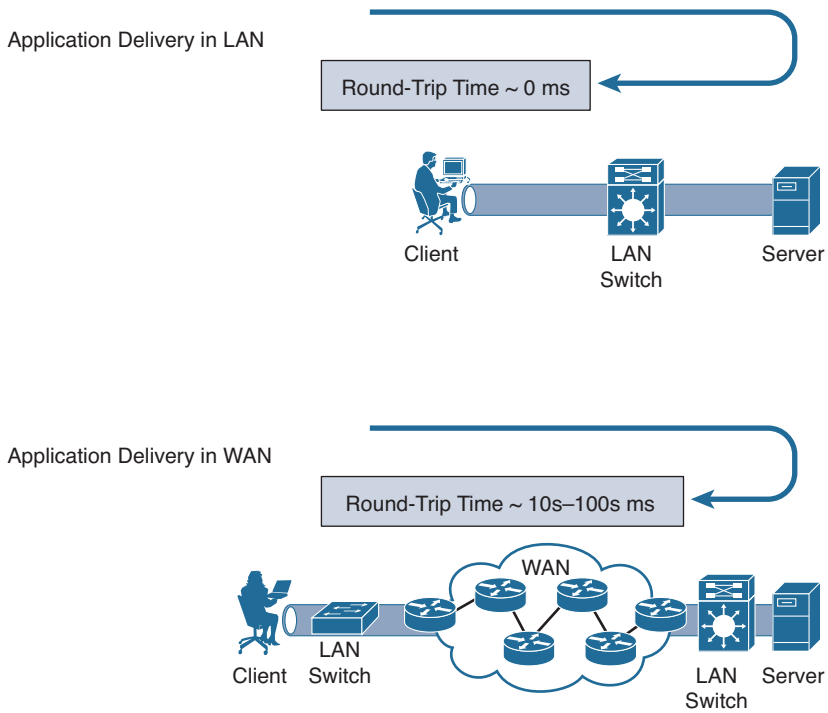 Application Delivery in LAN
Round-Trip Time ~ 0 ms
Client
LAN
Switch
Server
Application Delivery in WAN
Round-Trip Time ~ 10s–100s ms
WAN
Client
LAN
Switch
LAN
Switch
Server